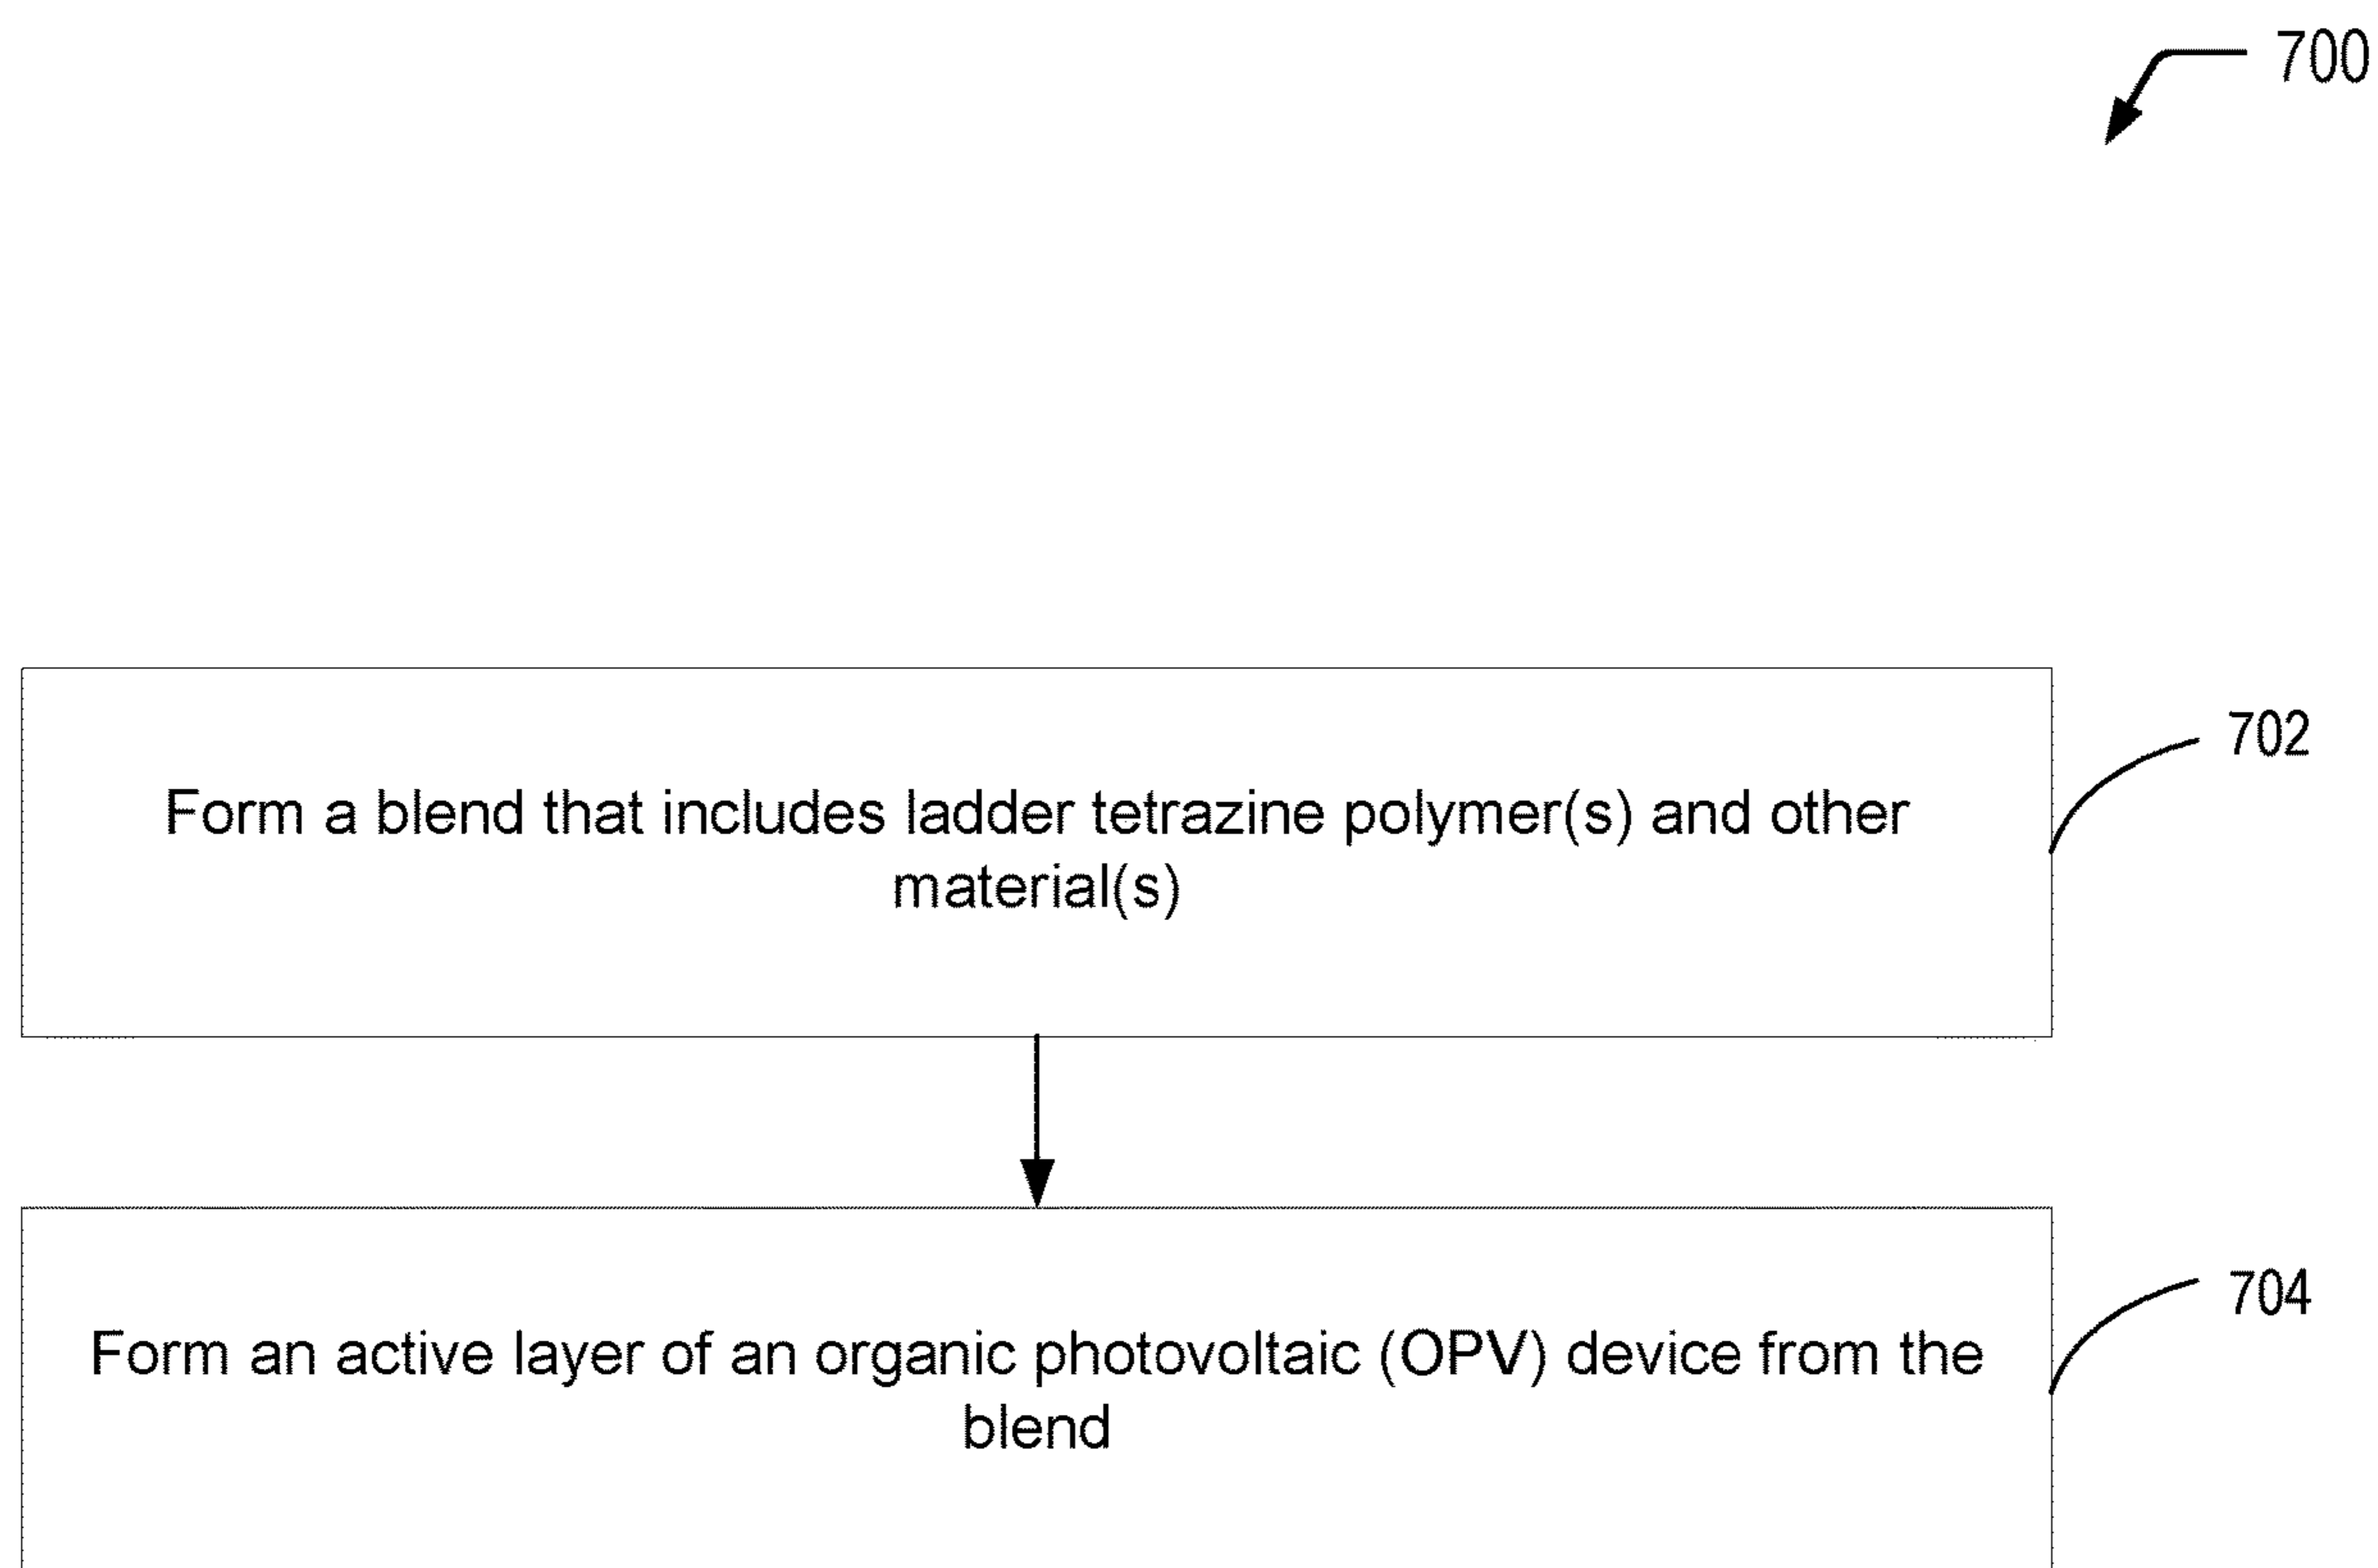 700
Form a blend that includes ladder tetrazine polymer(s) and other
material(s)
702
Form an active layer of an organic photovoltaic (OPV) device from the
blend
704